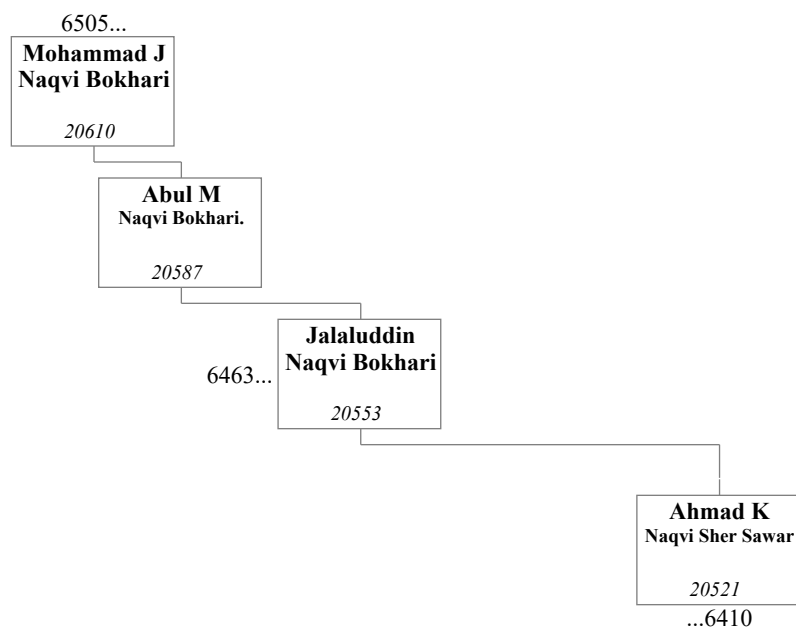 6505...
Mohammad J
Naqvi Bokhari
20610
Abul M
Naqvi Bokhari.
20587
Jalaluddin
Naqvi Bokhari
6463...
20553
Ahmad K
Naqvi Sher Sawar
20521
...6410